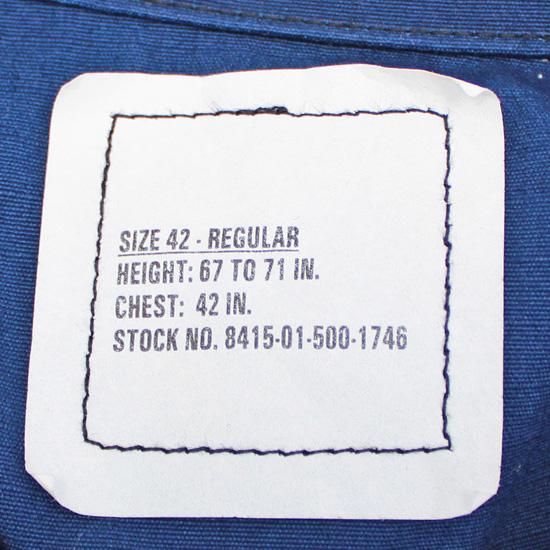 SIZE 42 - REGULAR
HEIGHT: 67 TO 71 IN.
CHEST: 42 IN.
STOCK NO. 8415-01-500-1746